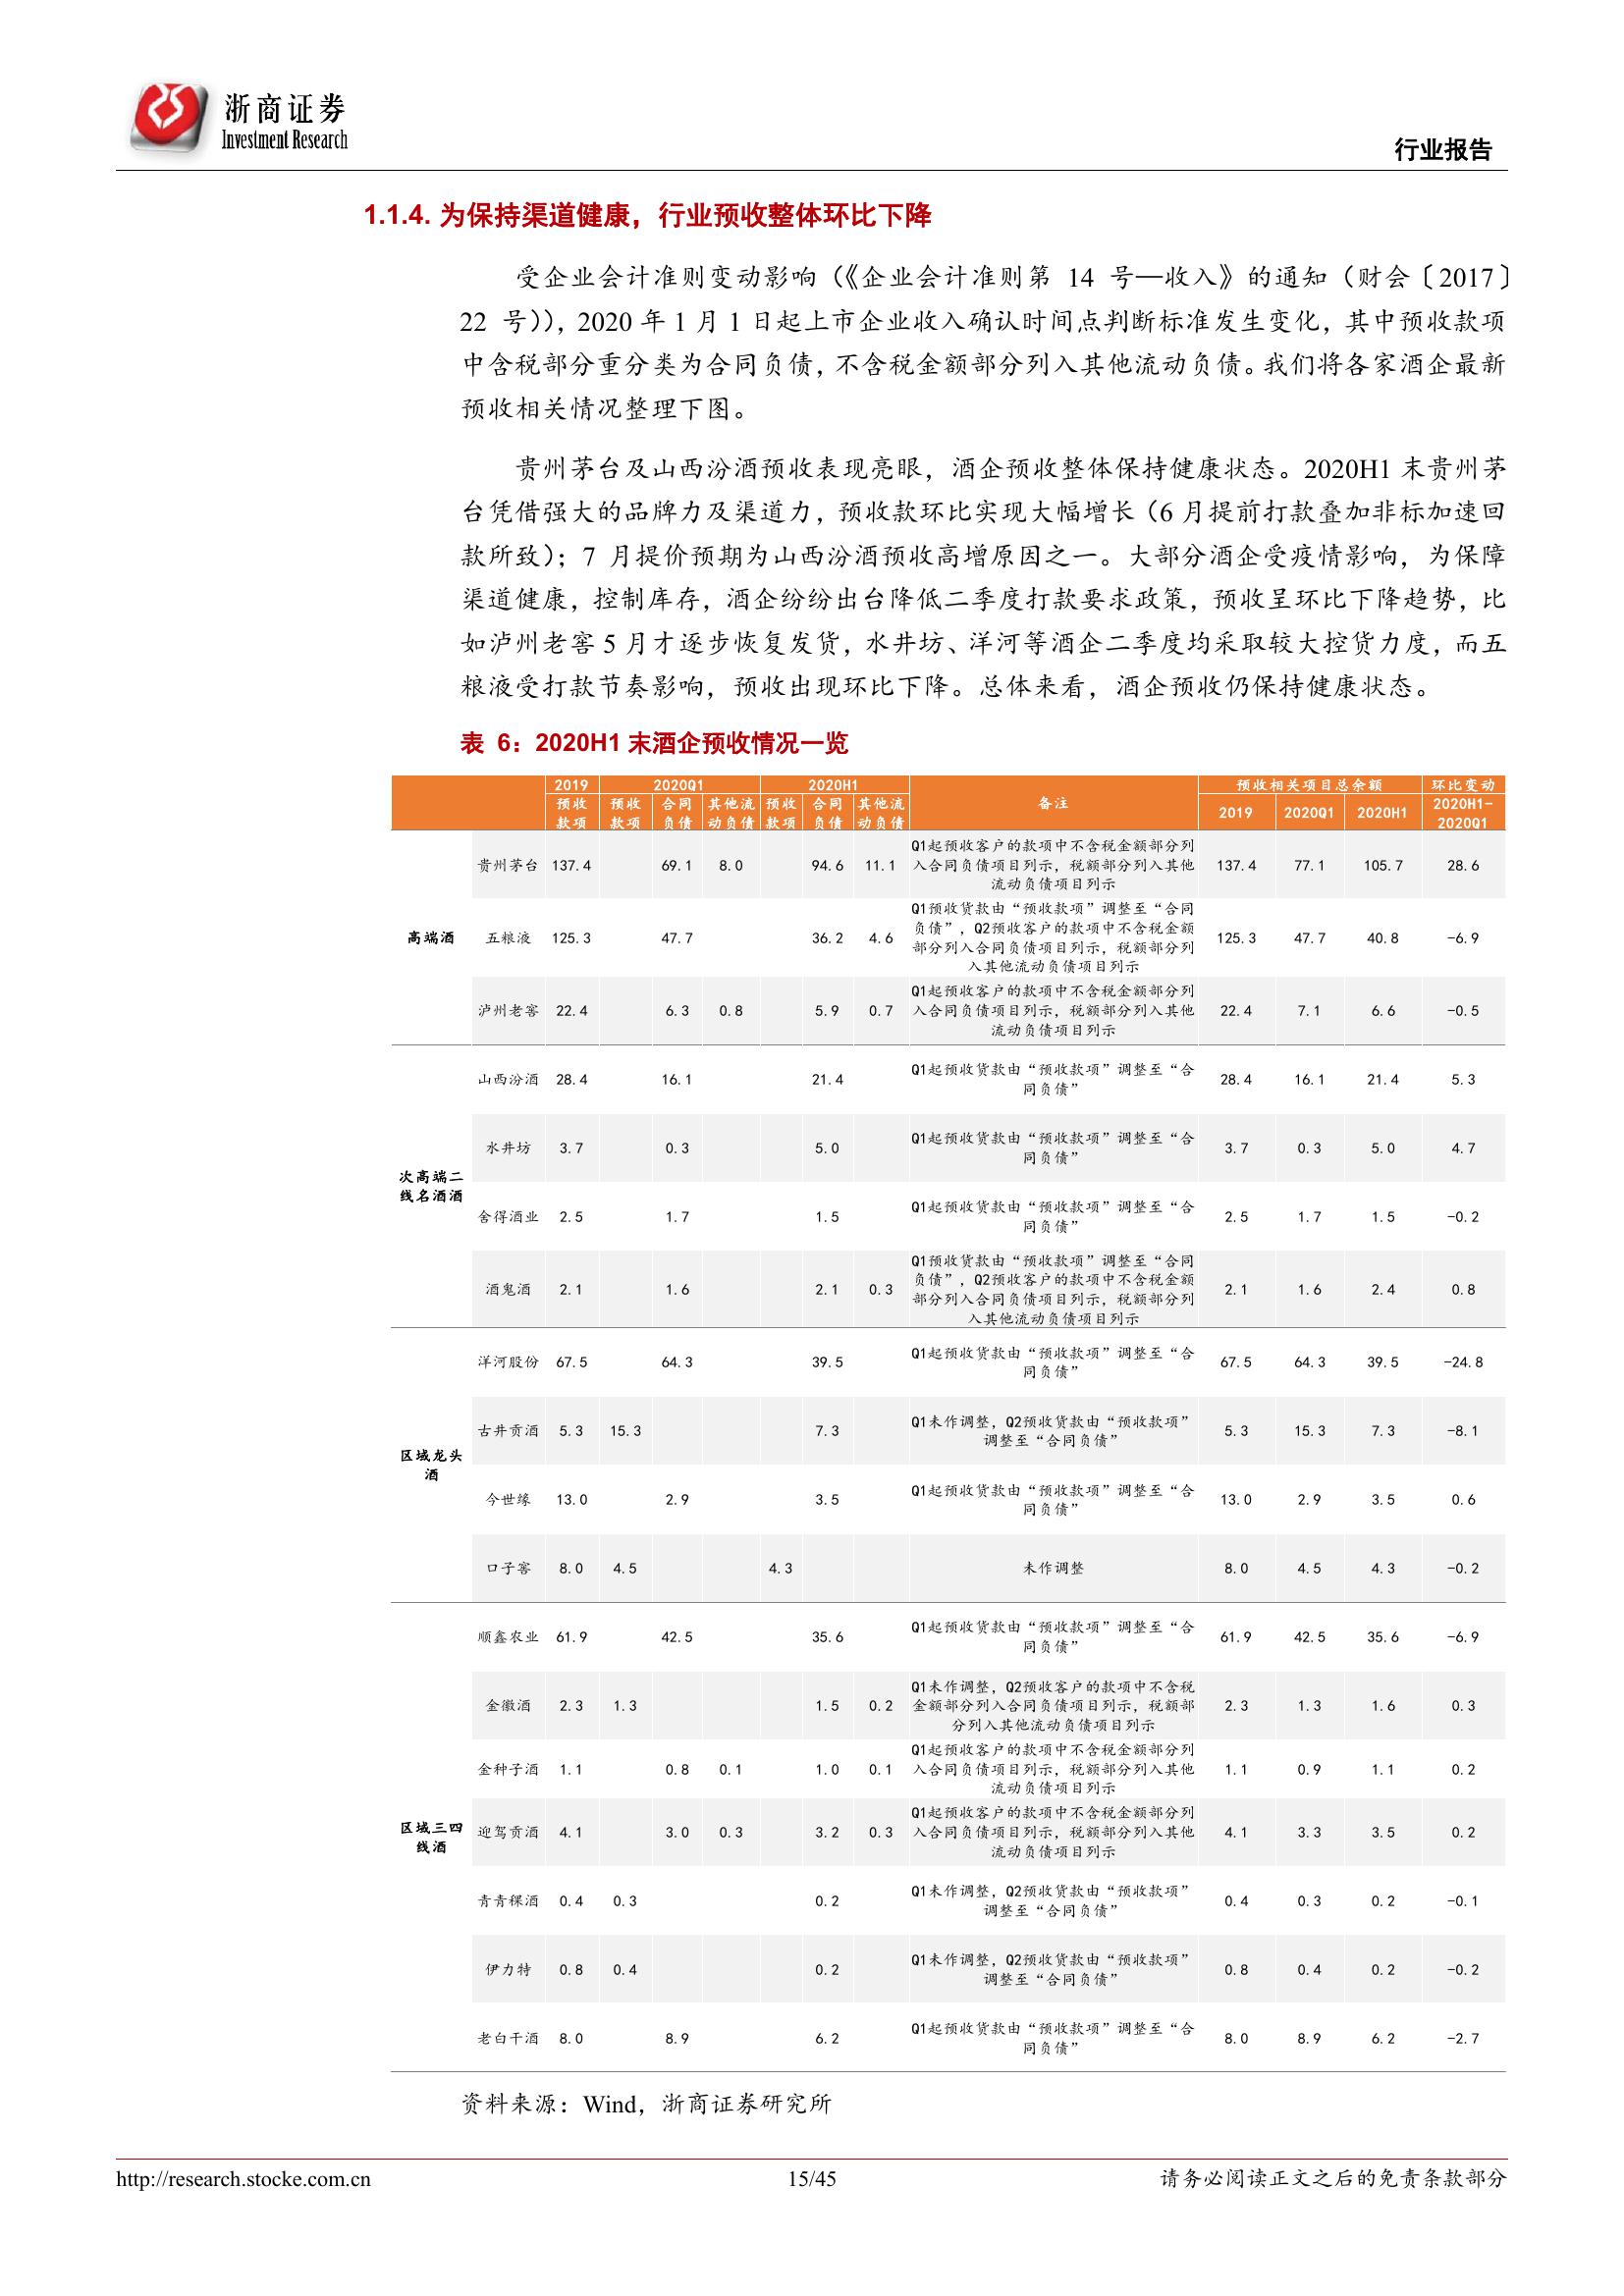 浙商证券
Investment Research
行业报告
1.1.4. 为保持渠道健康，行业预收整体环比下降
受企业会计准则变动影响（《企业会计准则第 14 号—收入》的通知（财会〔2017〕
22 号）），2020 年 1 月 1 日起上市企业收入确认时间点判断标准发生变化，其中预收款项
中含税部分重分类为合同负债，不含税金额部分列入其他流动负债。我们将各家酒企最新
预收相关情况整理下图。
贵州茅台及山西汾酒预收表现亮眼，酒企预收整体保持健康状态。2020H1 末贵州茅
台凭借强大的品牌力及渠道力，预收款环比实现大幅增长（6 月提前打款叠加非标加速回
款所致）；7 月提价预期为山西汾酒预收高增原因之一。大部分酒企受疫情影响，为保障
渠道健康，控制库存，酒企纷纷出台降低二季度打款要求政策，预收呈环比下降趋势，比
如泸州老窖 5 月才逐步恢复发货，水井坊、洋河等酒企二季度均采取较大控货力度，而五
粮液受打款节奏影响，预收出现环比下降。总体来看，酒企预收仍保持健康状态。
表 6：2020H1 末酒企预收情况一览
2019 2020Q1 2020H1 备注 预收相关项目总余额 环比变动
预收款项 预收款项 合同负债 其他流动负债 预收款项 合同负债 其他流动负债 2019 2020Q1 2020H1 2020H1-2020Q1
高端酒
贵州茅台 137.4 69.1 8.0 94.6 11.1 Q1起预收客户的款项中不含税金额部分列入合同负债项目列示，税额部分列入其他流动负债项目列示 137.4 77.1 105.7 28.6
五粮液 125.3 47.7 36.2 4.6 Q1预收货款由“预收款项”调整至“合同负债”，Q2预收客户的款项中不含税金额部分列入合同负债项目列示，税额部分列入其他流动负债项目列示 125.3 47.7 40.8 -6.9
泸州老窖 22.4 6.3 0.8 5.9 0.7 Q1起预收客户的款项中不含税金额部分列入合同负债项目列示，税额部分列入其他流动负债项目列示 22.4 7.1 6.6 -0.5
次高端二线名酒酒
山西汾酒 28.4 16.1 21.4 Q1起预收货款由“预收款项”调整至“合同负债” 28.4 16.1 21.4 5.3
水井坊 3.7 0.3 5.0 Q1起预收货款由“预收款项”调整至“合同负债” 3.7 0.3 5.0 4.7
舍得酒业 2.5 1.7 1.5 Q1起预收货款由“预收款项”调整至“合同负债” 2.5 1.7 1.5 -0.2
酒鬼酒 2.1 1.6 2.1 0.3 Q1预收货款由“预收款项”调整至“合同负债”，Q2预收客户的款项中不含税金额部分列入合同负债项目列示，税额部分列入其他流动负债项目列示 2.1 1.6 2.4 0.8
区域龙头酒
洋河股份 67.5 64.3 39.5 Q1起预收货款由“预收款项”调整至“合同负债” 67.5 64.3 39.5 -24.8
古井贡酒 5.3 15.3 7.3 Q1未作调整，Q2预收货款由“预收款项”调整至“合同负债” 5.3 15.3 7.3 -8.1
今世缘 13.0 2.9 3.5 Q1起预收货款由“预收款项”调整至“合同负债” 13.0 2.9 3.5 0.6
口子窖 8.0 4.5 4.3 未作调整 8.0 4.5 4.3 -0.2
区域三四线酒
顺鑫农业 61.9 42.5 35.6 Q1起预收货款由“预收款项”调整至“合同负债” 61.9 42.5 35.6 -6.9
金徽酒 2.3 1.3 1.5 0.2 Q1未作调整，Q2预收客户的款项中不含税金额部分列入合同负债项目列示，税额部分列入其他流动负债项目列示 2.3 1.3 1.6 0.3
金种子酒 1.1 0.8 0.1 1.0 0.1 Q1起预收客户的款项中不含税金额部分列入合同负债项目列示，税额部分列入其他流动负债项目列示 1.1 0.9 1.1 0.2
迎驾贡酒 4.1 3.0 0.3 3.2 0.3 Q1起预收客户的款项中不含税金额部分列入合同负债项目列示，税额部分列入其他流动负债项目列示 4.1 3.3 3.5 0.2
青青稞酒 0.4 0.3 0.2 Q1未作调整，Q2预收货款由“预收款项”调整至“合同负债” 0.4 0.3 0.2 -0.1
伊力特 0.8 0.4 0.2 Q1未作调整，Q2预收货款由“预收款项”调整至“合同负债” 0.8 0.4 0.2 -0.2
老白干酒 8.0 8.9 6.2 Q1起预收货款由“预收款项”调整至“合同负债” 8.0 8.9 6.2 -2.7
资料来源：Wind，浙商证券研究所
http://research.stocke.com.cn 15/45 请务必阅读正文之后的免责条款部分